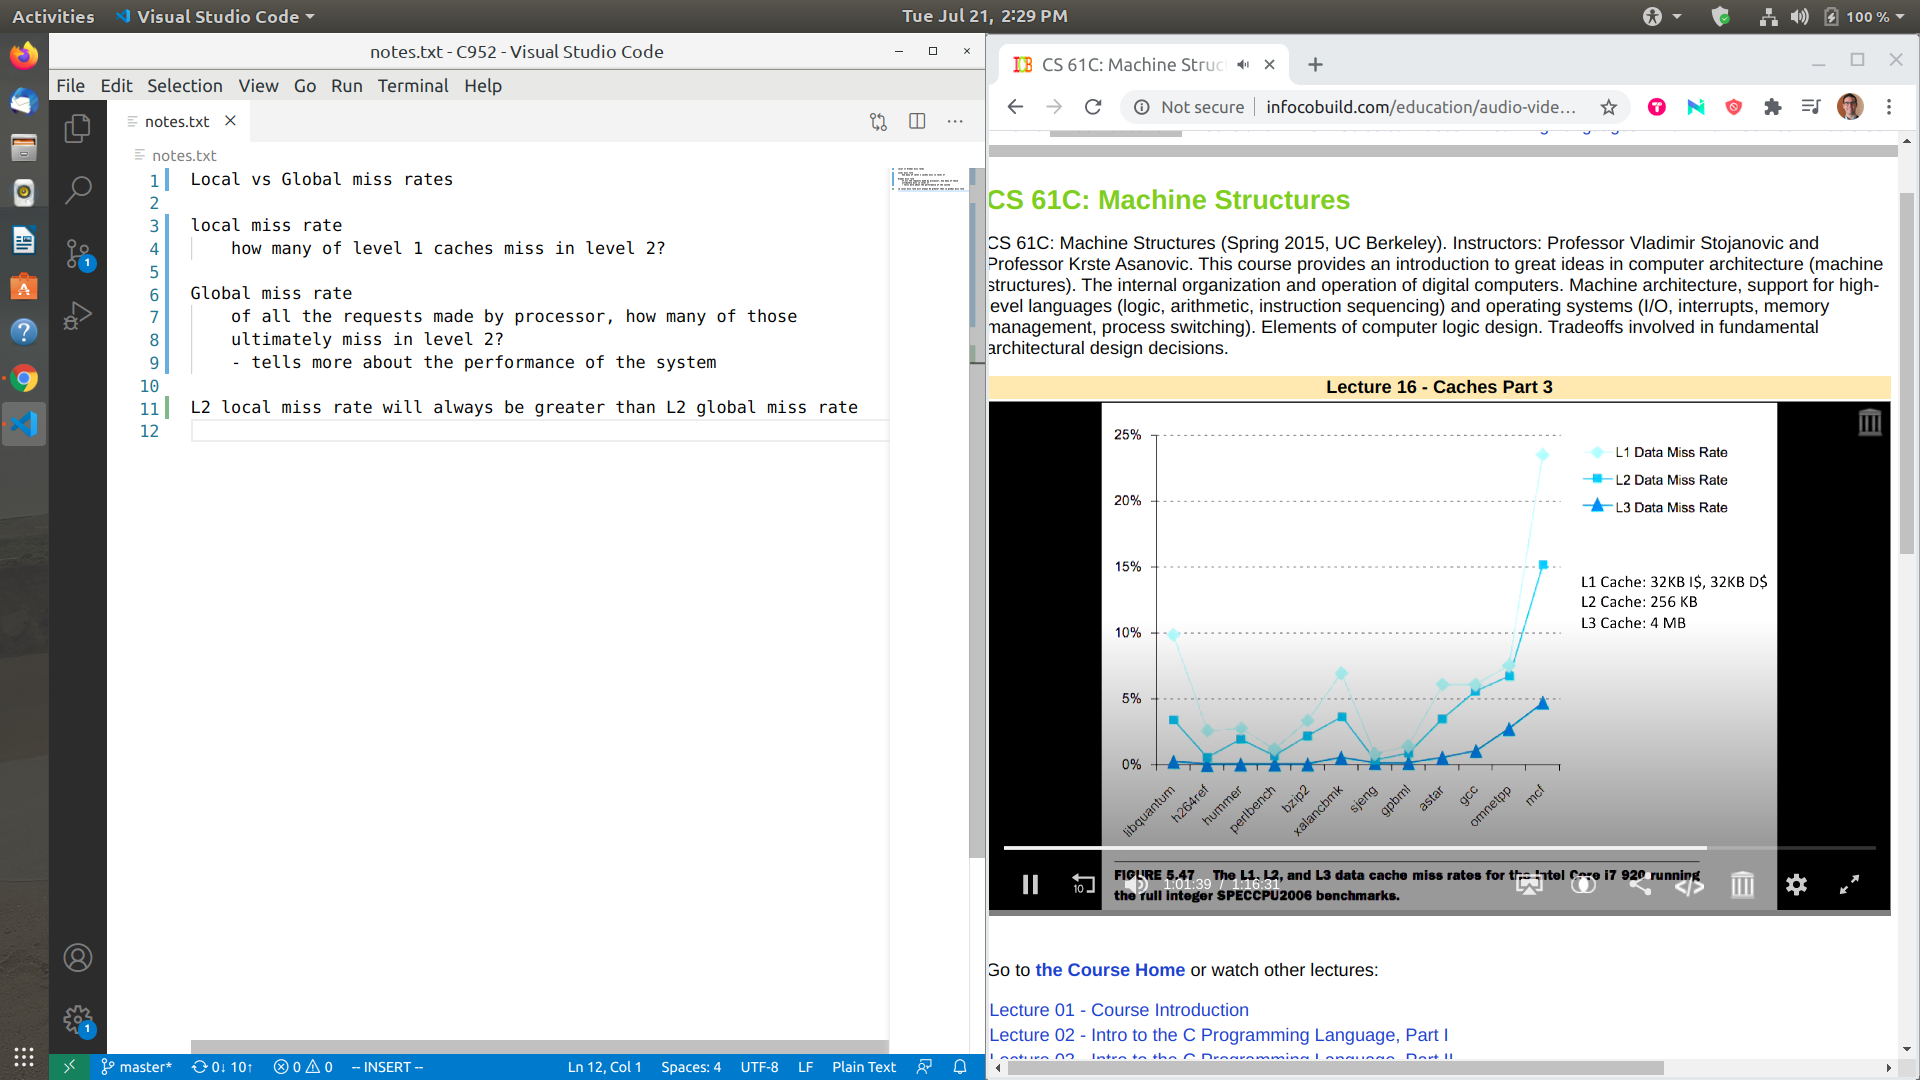 Activities
Visual Studio Code
Tue Jul 21, 2:29 PM
100 %
notes.txt - C952 - Visual Studio Code
File Edit Selection View Go Run Terminal Help
notes.txt
notes.txt
1 Local vs Global miss rates
2
3 local miss rate
4 how many of level 1 caches miss in level 2?
5
6 Global miss rate
7 of all the requests made by processor, how many of those
8 ultimately miss in level 2?
9 - tells more about the performance of the system
10
11 L2 local miss rate will always be greater than L2 global miss rate
12
1
1
master* 0↓ 10↑ 0 0 -- INSERT --
Ln 12, Col 1 Spaces: 4 UTF-8 LF Plain Text
CS 61C: Machine Struc
Not secure infocobuild.com/education/audio-vide...
CS 61C: Machine Structures
CS 61C: Machine Structures (Spring 2015, UC Berkeley). Instructors: Professor Vladimir Stojanovic and
Professor Krste Asanovic. This course provides an introduction to great ideas in computer architecture (machine
structures). The internal organization and operation of digital computers. Machine architecture, support for high-
level languages (logic, arithmetic, instruction sequencing) and operating systems (I/O, interrupts, memory
management, process switching). Elements of computer logic design. Tradeoffs involved in fundamental
architectural design decisions.
Lecture 16 - Caches Part 3
25%
20%
15%
10%
5%
0%
L1 Data Miss Rate
L2 Data Miss Rate
L3 Data Miss Rate
L1 Cache: 32KB I$, 32KB D$
L2 Cache: 256 KB
L3 Cache: 4 MB
libquantum
h264ref
hummer
perlbench
bzip2
xalancbmk
sjeng
gpbml
astar
gcc
omnetpp
mcf
FIGURE 5.47 The L1, L2, and L3 data cache miss rates for the Intel Core i7 920 running
the full integer SPECCPU2006 benchmarks.
10
1:01:39 / 1:16:31
Go to the Course Home or watch other lectures:
Lecture 01 - Course Introduction
Lecture 02 - Intro to the C Programming Language, Part I
Lecture 03 - Intro to the C Programming Language, Part II